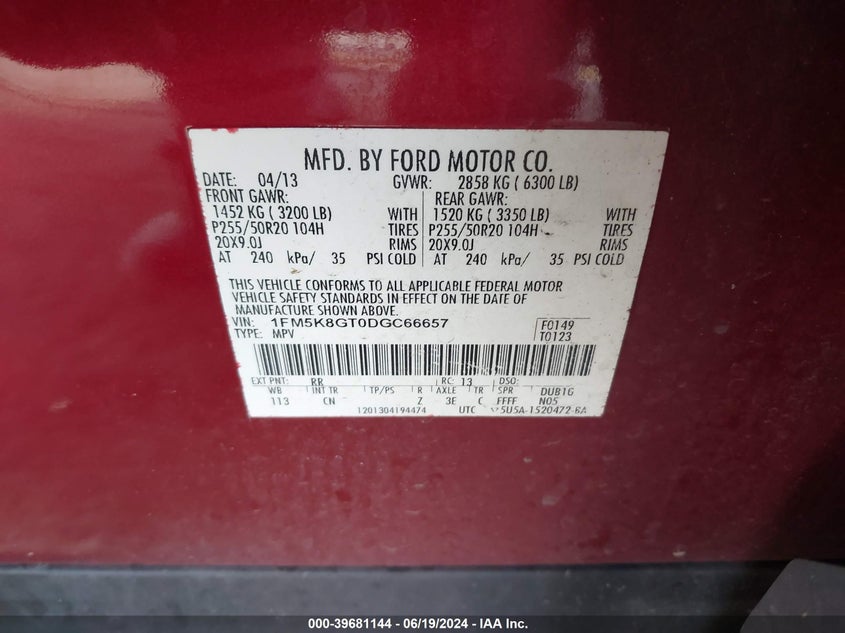 MFD. BY FORD MOTOR CO.
DATE: 04/13 GVWR: 2858 KG ( 6300 LB)
FRONT GAWR: REAR GAWR:
1452 KG ( 3200 LB) WITH 1520 KG ( 3350 LB) WITH
P255/50R20 104H TIRES P255/50R20 104H TIRES
20X9.0J RIMS 20X9.0J RIMS
AT 240 kPa/ 35 PSI COLD AT 240 kPa/ 35 PSI COLD
THIS VEHICLE CONFORMS TO ALL APPLICABLE FEDERAL MOTOR
VEHICLE SAFETY STANDARDS IN EFFECT ON THE DATE OF
MANUFACTURE SHOWN ABOVE.
VIN: 1FM5K8GT0DGC66657 F0149
TYPE: MPV T0123
EXT PNT: RR RC: 13 DSO:
WB INT TR TP/PS R AXLE TR SPR DUB1G
113 CN Z 3E C FFFF N05
1201304194474 UTC 5U5A-1520472-BA
000-39681144 - 06/19/2024 - IAA Inc.